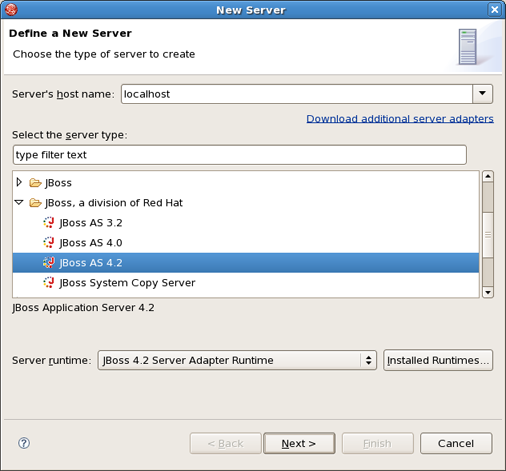 New Server
Define a New Server
Choose the type of server to create
Server's host name: localhost
Download additional server adapters
Select the server type:
type filter text
JBoss
JBoss, a division of Red Hat
JBoss AS 3.2
JBoss AS 4.0
JBoss AS 4.2
JBoss System Copy Server
JBoss Application Server 4.2
Server runtime: JBoss 4.2 Server Adapter Runtime Installed Runtimes...
? < Back Next > Finish Cancel